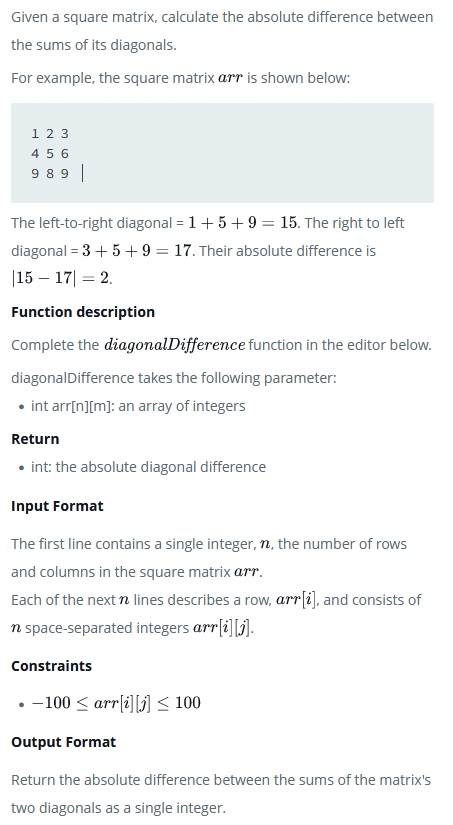 Given a square matrix, calculate the absolute difference between
the sums of its diagonals.
For example, the square matrix arr is shown below:
1 2 3
4 5 6
9 8 9
The left-to-right diagonal = 1 + 5 + 9 = 15. The right to left
diagonal = 3 + 5 + 9 = 17. Their absolute difference is
|15 − 17| = 2.
Function description
Complete the diagonalDifference function in the editor below.
diagonalDifference takes the following parameter:
• int arr[n][m]: an array of integers
Return
• int: the absolute diagonal difference
Input Format
The first line contains a single integer, n, the number of rows
and columns in the square matrix arr.
Each of the next n lines describes a row, arr[i], and consists of
n space-separated integers arr[i][j].
Constraints
• −100 ≤ arr[i][j] ≤ 100
Output Format
Return the absolute difference between the sums of the matrix's
two diagonals as a single integer.